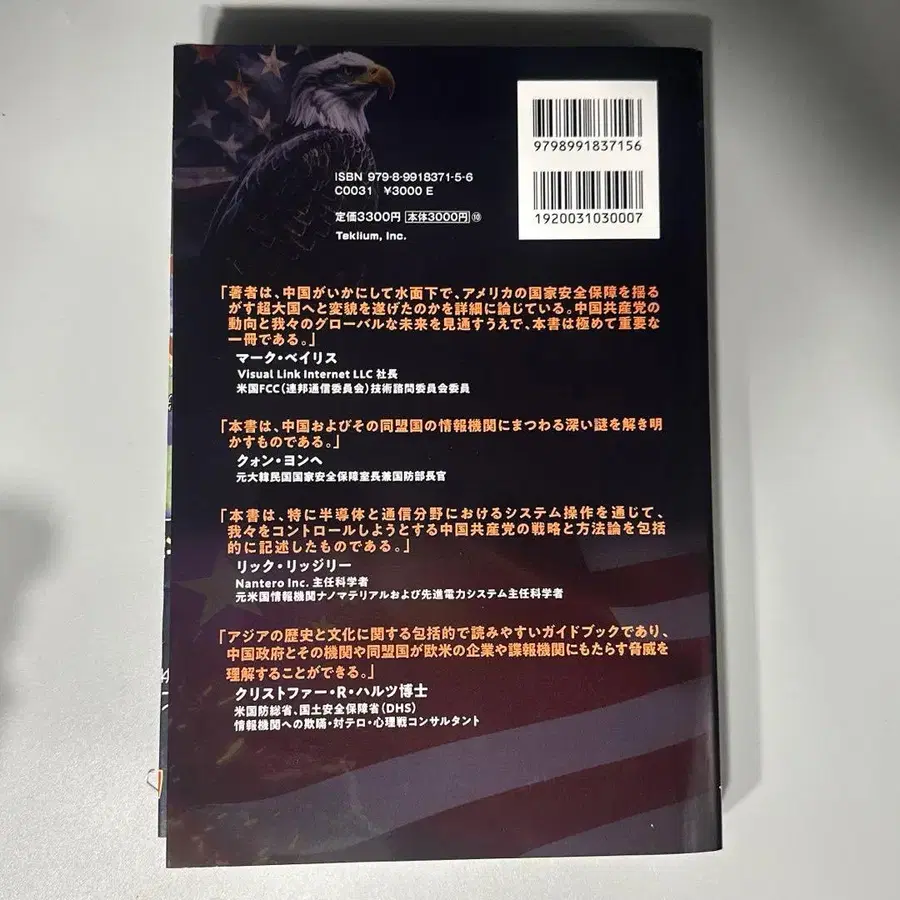 9798991837156
ISBN 979-8-9918371-5-6
C0031 ¥3000 E
1920031030007
定価3300円 本体3000円 ⑩
Teklium, Inc.
「著者は、中国がいかにして水面下で、アメリカの国家安全保障を揺る
がす超大国へと変貌を遂げたのかを詳細に論じている。中国共産党の
動向と我々のグローバルな未来を見通すうえで、本書は極めて重要な
一冊である。」
マーク・ベイリス
Visual Link Internet LLC 社長
米国FCC(連邦通信委員会)技術諮問委員会委員
「本書は、中国およびその同盟国の情報機関にまつわる深い謎を解き明
かすものである。」
クォン・ヨンヘ
元大韓民国国家安全保障室長兼国防部長官
「本書は、特に半導体と通信分野におけるシステム操作を通じて、
我々をコントロールしようとする中国共産党の戦略と方法論を包括
的に記述したものである。」
リック・リッジリー
Nantero Inc. 主任科学者
元米国情報機関ナノマテリアルおよび先進電力システム主任科学者
「アジアの歴史と文化に関する包括的で読みやすいガイドブックであり、
中国政府とその機関や同盟国が欧米の企業や諜報機関にもたらす脅威を
理解することができる。」
クリストファー・R・ハルツ博士
米国防総省、国土安全保障省(DHS)
情報機関への欺瞞・対テロ・心理戦コンサルタント